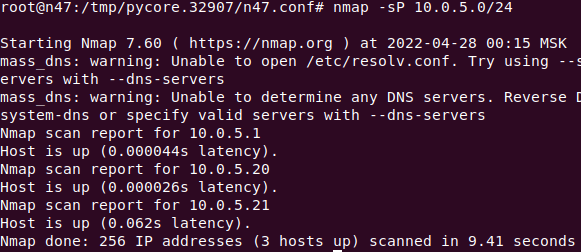 root@n47:/tmp/pycore.32907/n47.conf# nmap -sP 10.0.5.0/24
Starting Nmap 7.60 ( https://nmap.org ) at 2022-04-28 00:15 MSK
mass_dns: warning: Unable to open /etc/resolv.conf. Try using --s
ervers with --dns-servers
mass_dns: warning: Unable to determine any DNS servers. Reverse D
system-dns or specify valid servers with --dns-servers
Nmap scan report for 10.0.5.1
Host is up (0.000044s latency).
Nmap scan report for 10.0.5.20
Host is up (0.000026s latency).
Nmap scan report for 10.0.5.21
Host is up (0.062s latency).
Nmap done: 256 IP addresses (3 hosts up) scanned in 9.41 seconds